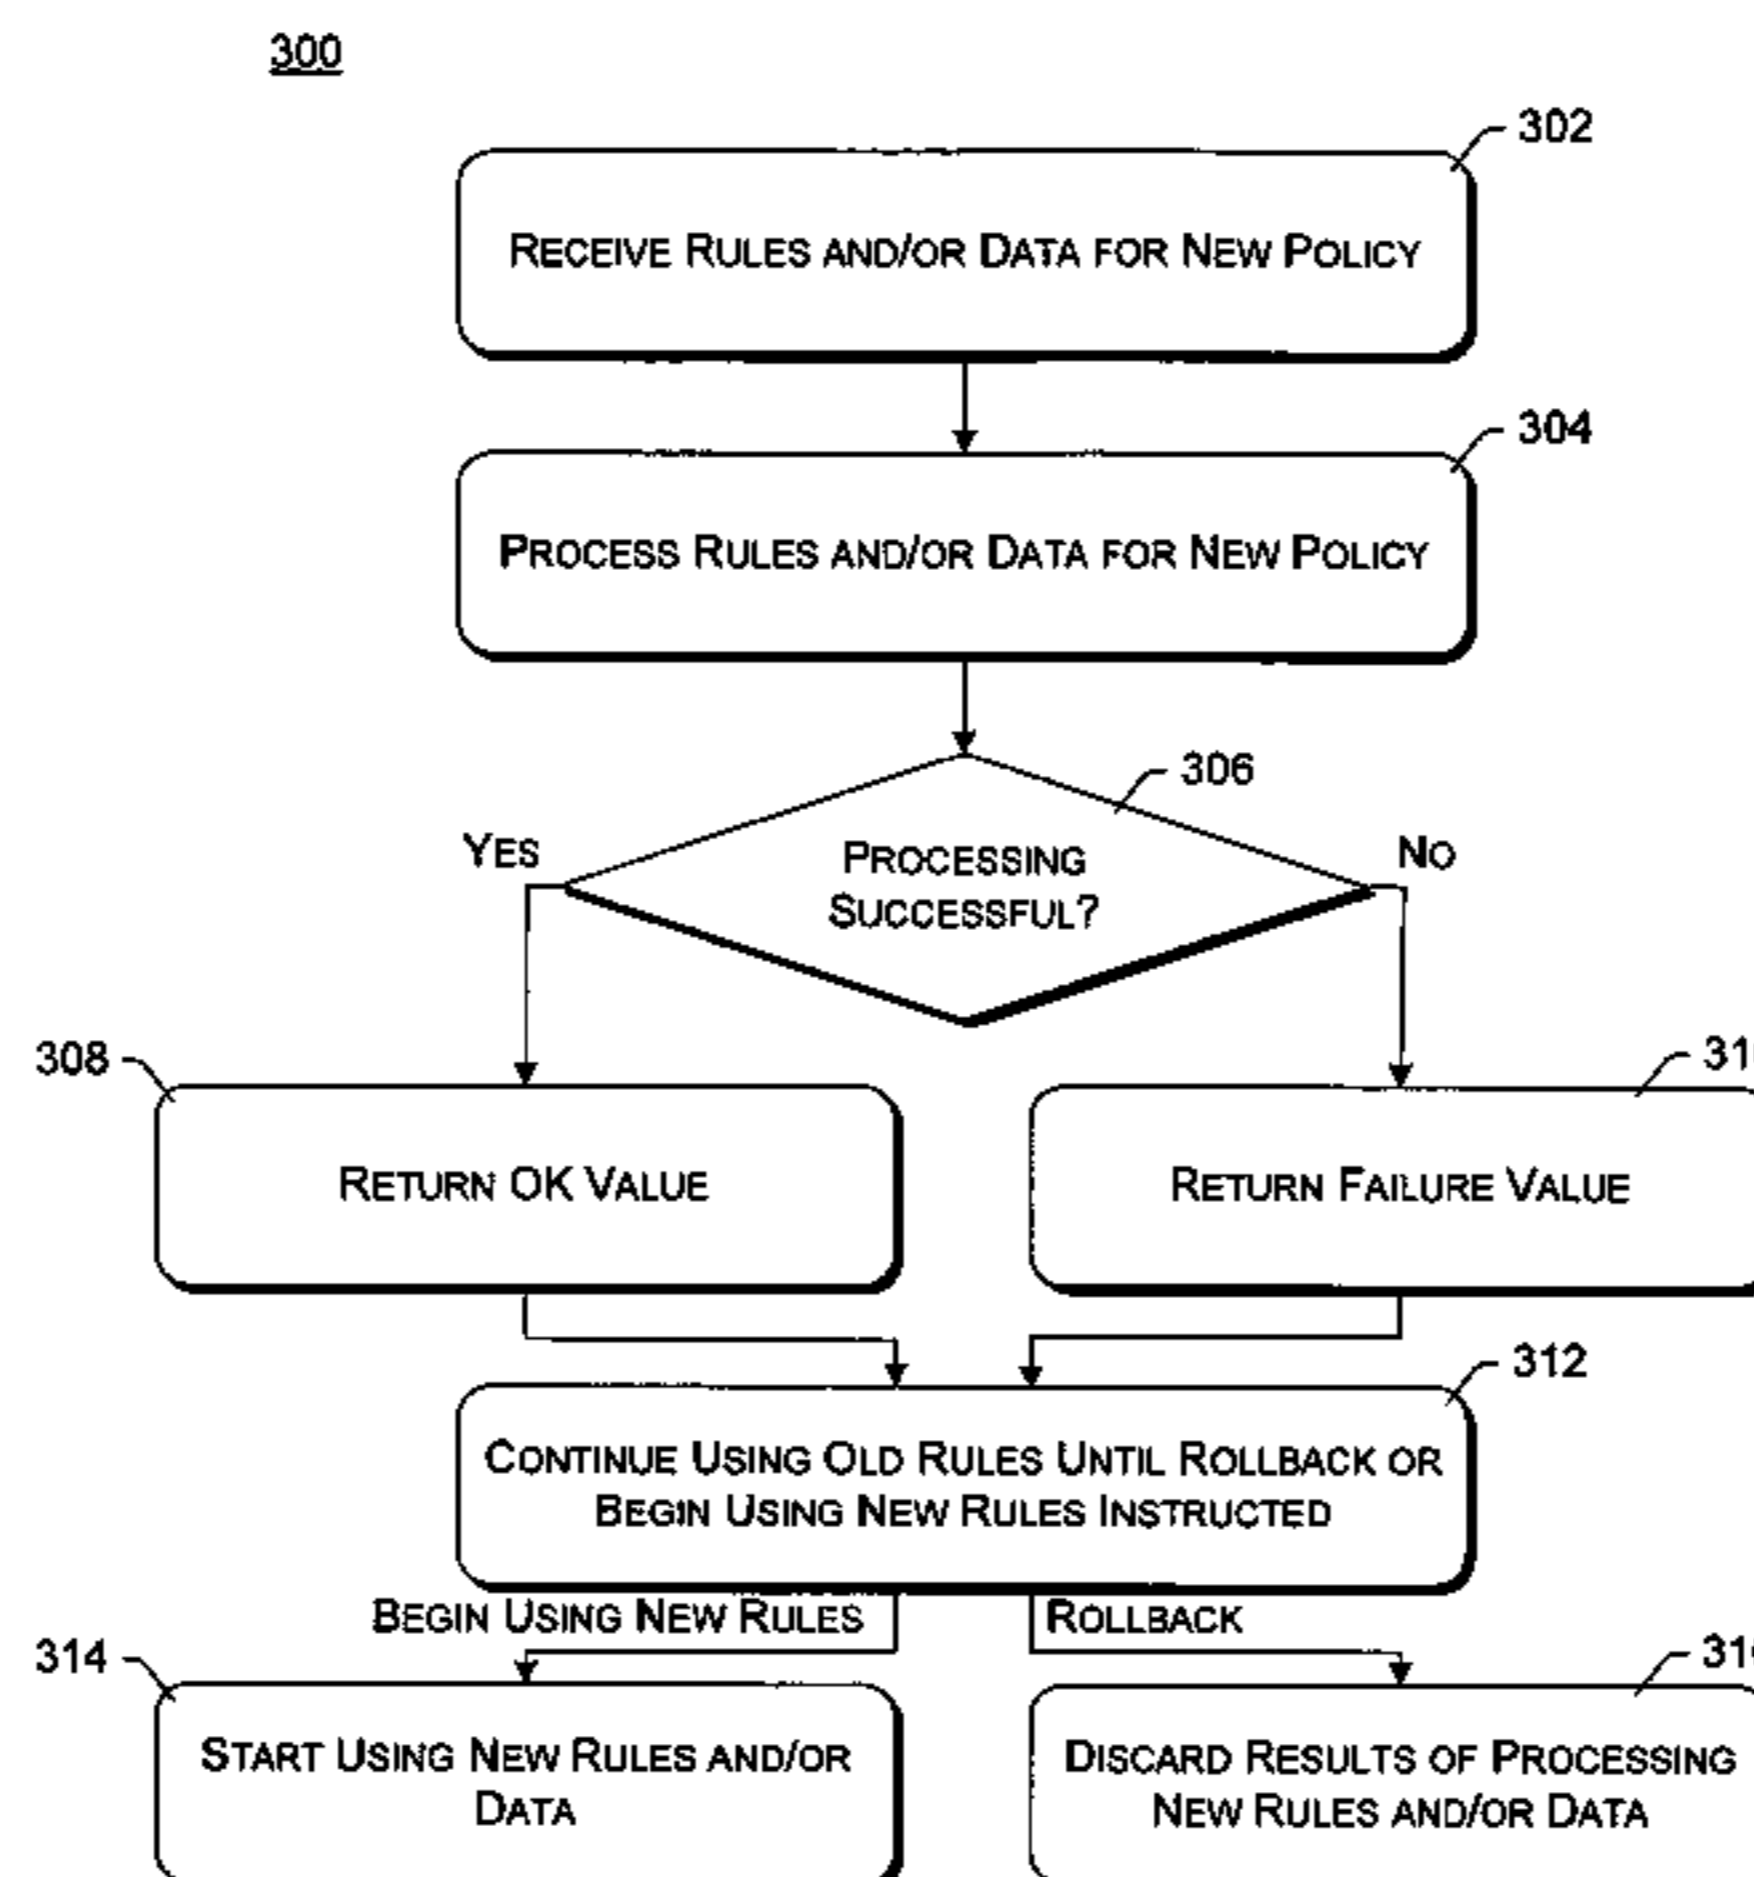 300
302
RECEIVE RULES AND/OR DATA FOR NEW POLICY
304
PROCESS RULES AND/OR DATA FOR NEW POLICY
306
YES
PROCESSING
SUCCESSFUL?
NO
308
RETURN OK VALUE
RETURN FAILURE VALUE
312
CONTINUE USING OLD RULES UNTIL ROLLBACK OR
BEGIN USING NEW RULES INSTRUCTED
BEGIN USING NEW RULES
ROLLBACK
314
START USING NEW RULES AND/OR
DATA
DISCARD RESULTS OF PROCESSING
NEW RULES AND/OR DATA